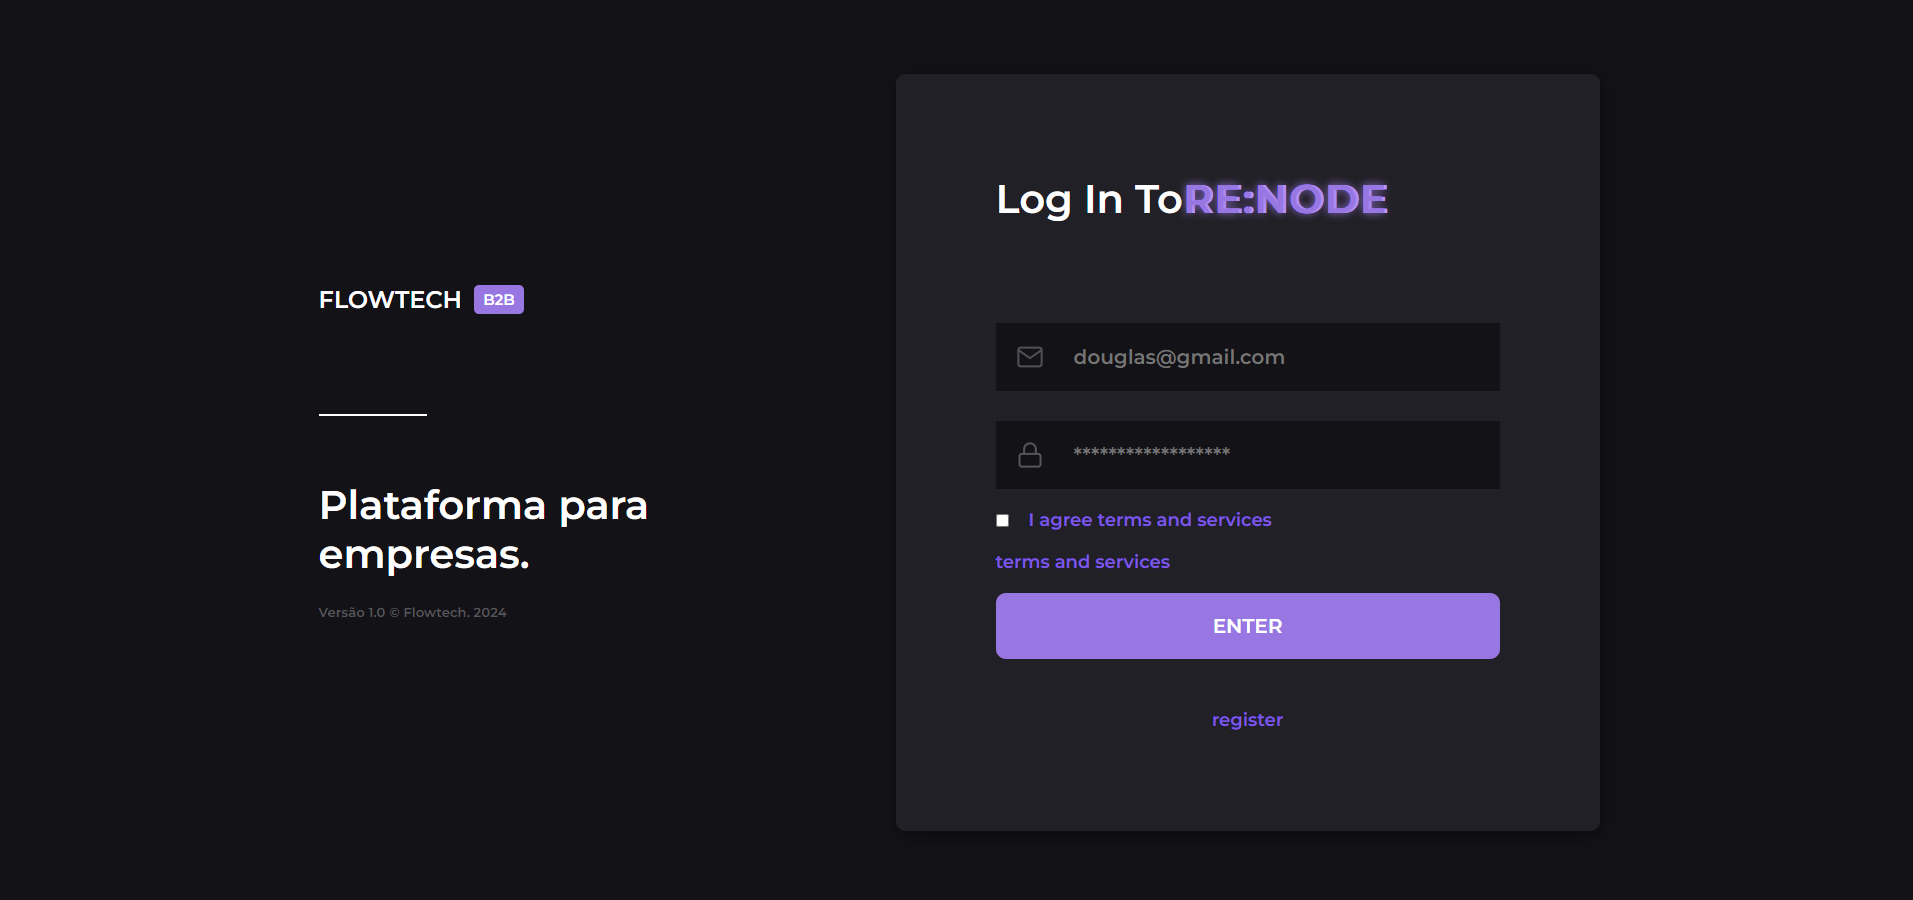 FLOWTECH B2B
Plataforma para
empresas.
Versão 1.0 © Flowtech. 2024
Log In ToRE:NODE
douglas@gmail.com
******************
I agree terms and services
terms and services
ENTER
register